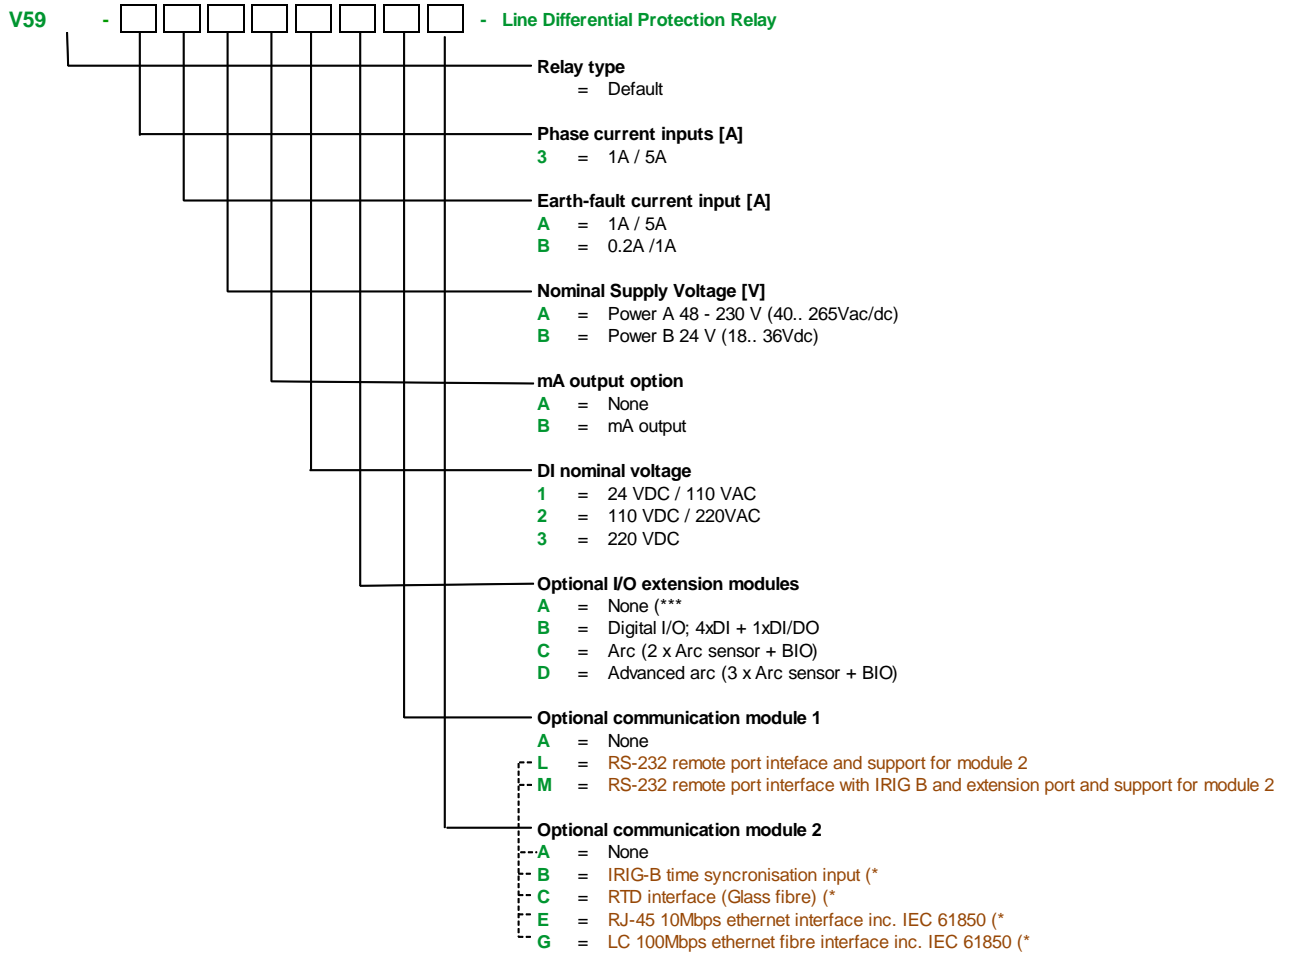 V59 - - Line Differential Protection Relay
Relay type
= Default
Phase current inputs [A]
3 = 1A / 5A
Earth-fault current input [A]
A = 1A / 5A
B = 0.2A /1A
Nominal Supply Voltage [V]
A = Power A 48 - 230 V (40.. 265Vac/dc)
B = Power B 24 V (18.. 36Vdc)
mA output option
A = None
B = mA output
DI nominal voltage
1 = 24 VDC / 110 VAC
2 = 110 VDC / 220VAC
3 = 220 VDC
Optional I/O extension modules
A = None (***
B = Digital I/O; 4xDI + 1xDI/DO
C = Arc (2 x Arc sensor + BIO)
D = Advanced arc (3 x Arc sensor + BIO)
Optional communication module 1
A = None
L = RS-232 remote port inteface and support for module 2
M = RS-232 remote port interface with IRIG B and extension port and support for module 2
Optional communication module 2
A = None
B = IRIG-B time syncronisation input (*
C = RTD interface (Glass fibre) (*
E = RJ-45 10Mbps ethernet interface inc. IEC 61850 (*
G = LC 100Mbps ethernet fibre interface inc. IEC 61850 (*